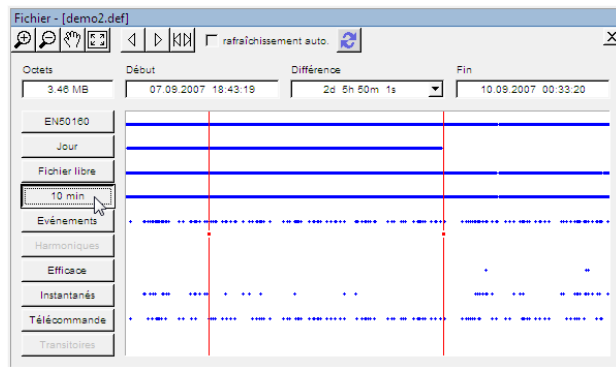 Fichier - [demo2.def]
rafraîchissement auto.
Octets Début Différence Fin
3.46 MB 07.09.2007 18:43:19 2d 5h 50m 1s 10.09.2007 00:33:20
EN50160
Jour
Fichier libre
10 min
Evénements
Harmoniques
Efficace
Instantanés
Télécommande
Transitoires